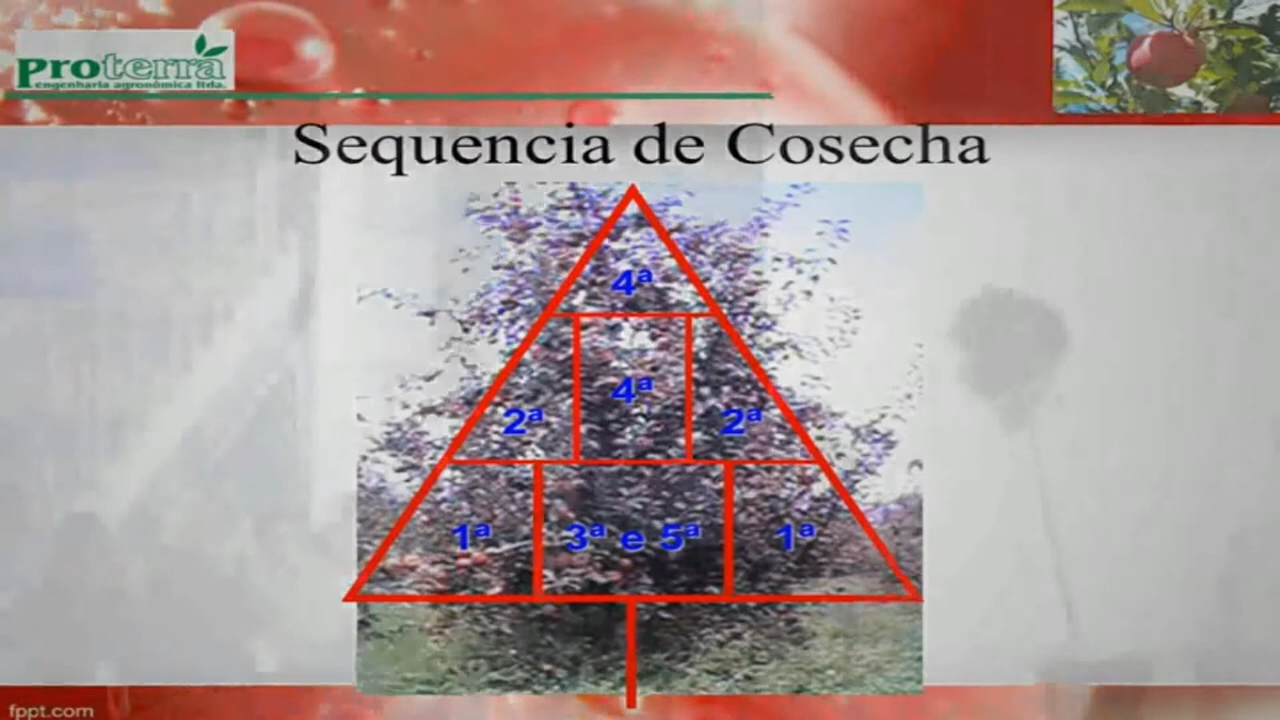 proterra
engenharia agronômica ltda.
Sequencia de Cosecha
4ª
4ª
2ª 2ª
1ª 3ª e 5ª 1ª
fppt.com